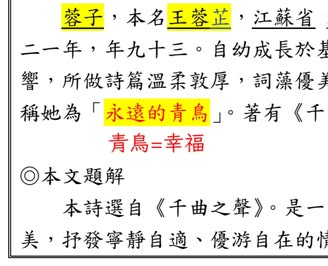 蓉子，本名王蓉芷，江蘇省
二一年，年九十三。自幼成長於基
響，所做詩篇溫柔敦厚，詞藻優美
稱她為「永遠的青鳥」。著有《千
青鳥=幸福
◎本文題解
本詩選自《千曲之聲》。是一
美，抒發寧靜自適、優游自在的情